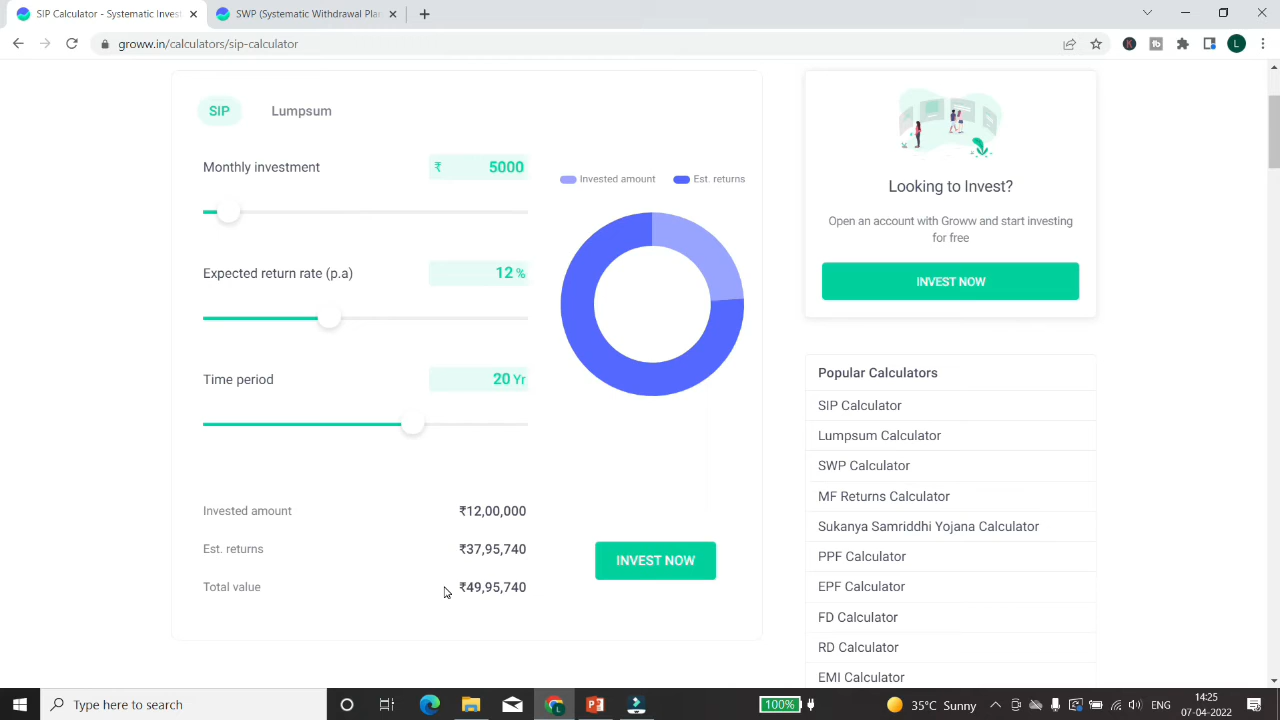 SIP Calculator - Systematic Invest
SWP (Systematic Withdrawal Pla
groww.in/calculators/sip-calculator
L
SIP
Lumpsum
Monthly investment
₹ 5000
Expected return rate (p.a)
12 %
Time period
20 Yr
Invested amount
₹12,00,000
Est. returns
₹37,95,740
Total value
₹49,95,740
Invested amount
Est. returns
INVEST NOW
Looking to Invest?
Open an account with Groww and start investing
for free
INVEST NOW
Popular Calculators
SIP Calculator
Lumpsum Calculator
SWP Calculator
MF Returns Calculator
Sukanya Samriddhi Yojana Calculator
PPF Calculator
EPF Calculator
FD Calculator
RD Calculator
EMI Calculator
Type here to search
100%
35°C Sunny
14:25
07-04-2022